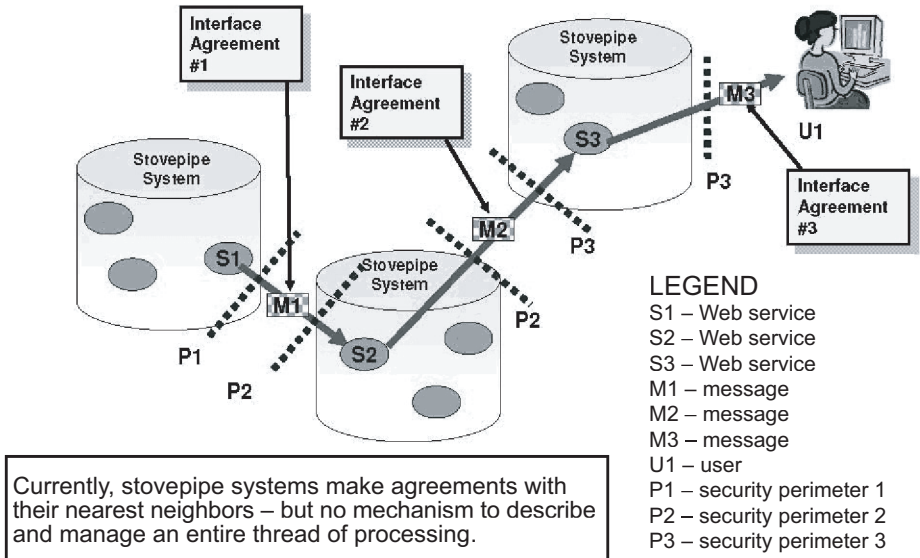 Interface
Agreement
#1
Interface
Agreement
#2
Stovepipe
System
S3
M3
U1
P3
Interface
Agreement
#3
Stovepipe
System
S1
M1
P1
M2
P3
P2
Stovepipe
System
S2
P2
LEGEND
S1 – Web service
S2 – Web service
S3 – Web service
M1 – message
M2 – message
M3 – message
U1 – user
P1 – security perimeter 1
P2 – security perimeter 2
P3 – security perimeter 3
Currently, stovepipe systems make agreements with
their nearest neighbors – but no mechanism to describe
and manage an entire thread of processing.